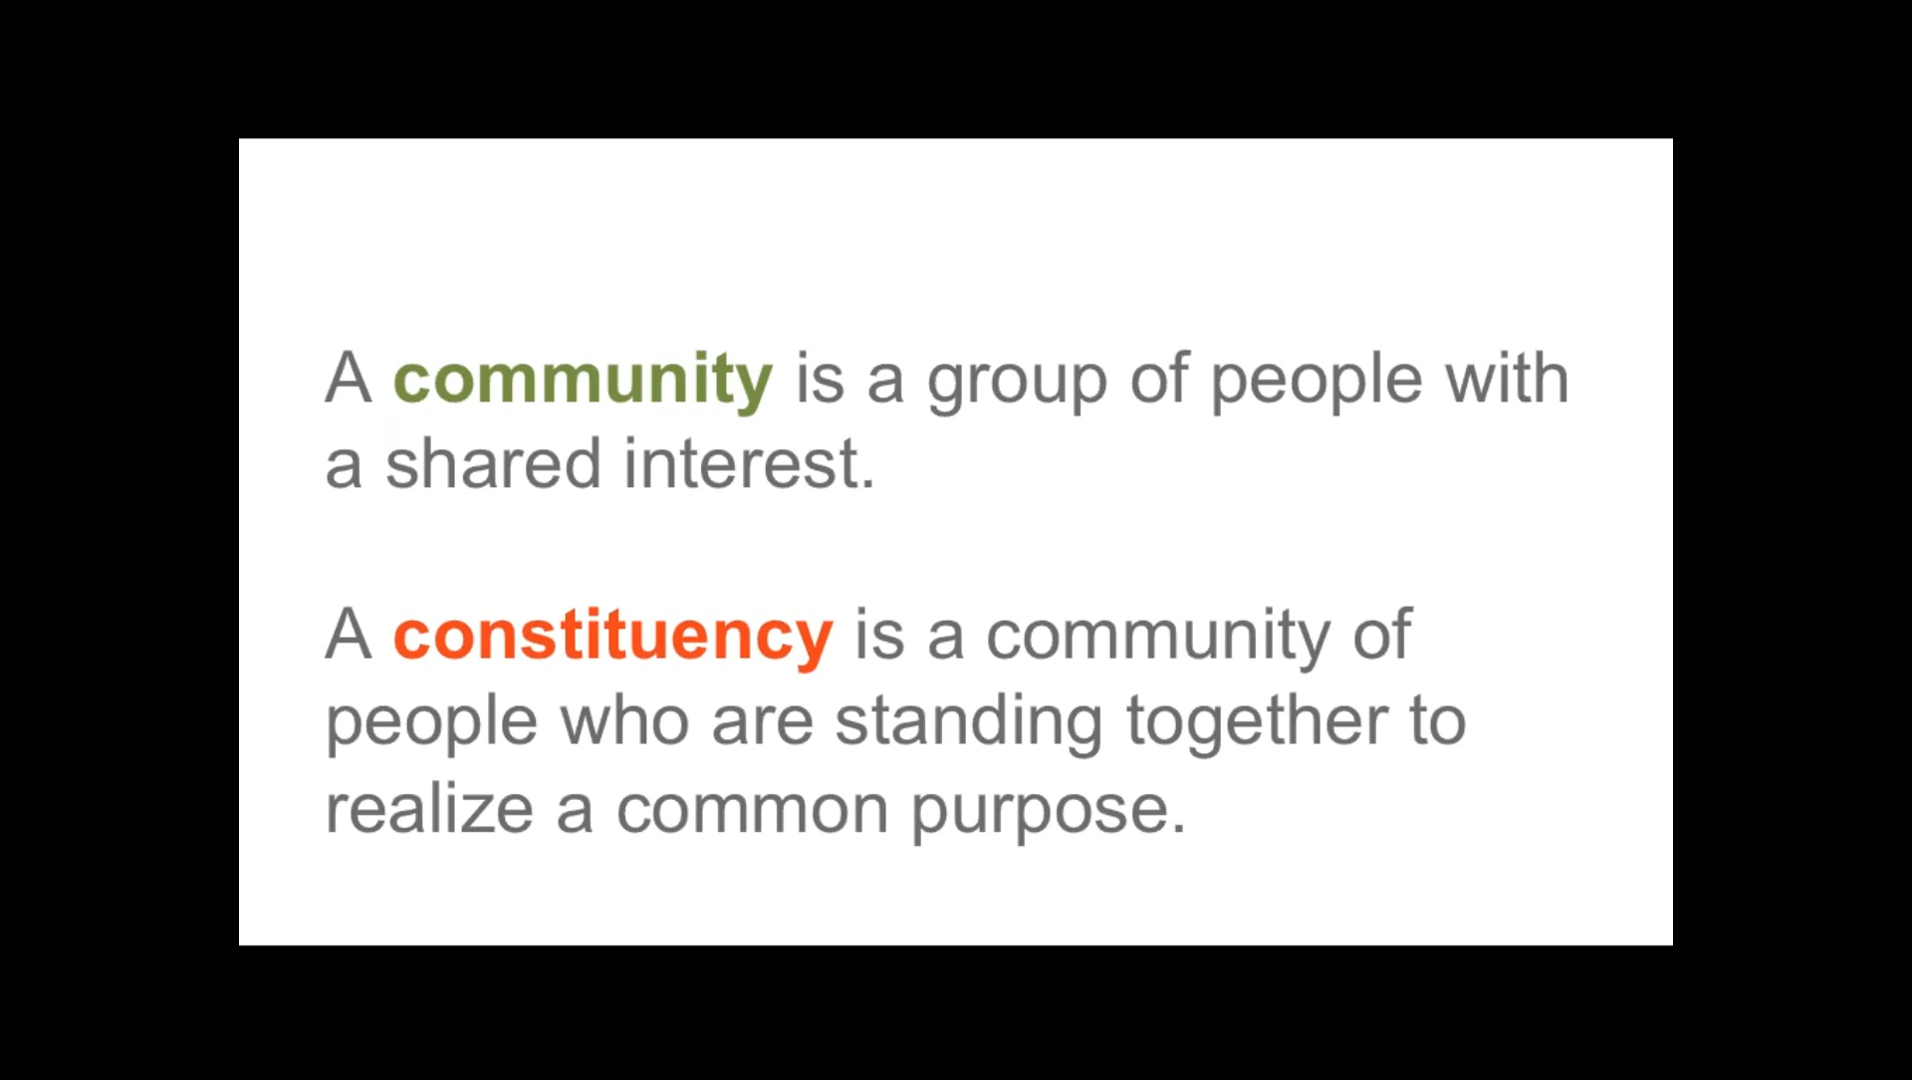 A community is a group of people with
a shared interest.
A constituency is a community of
people who are standing together to
realize a common purpose.